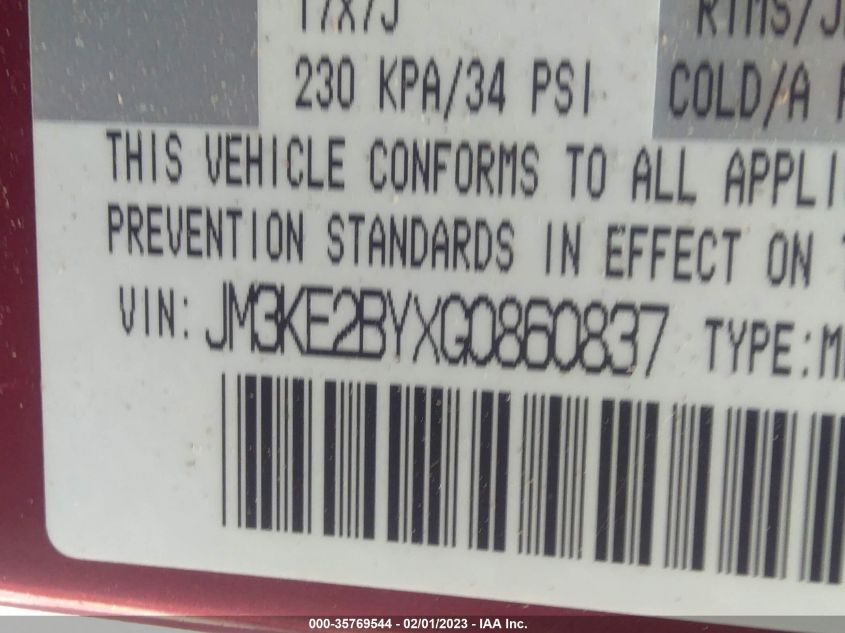 17X7J
230 KPA/34 PSI COLD/A
THIS VEHICLE CONFORMS TO ALL APPLI
PREVENTION STANDARDS IN EFFECT ON
VIN: JM3KE2BYXG0860837 TYPE:M
000-35769544 - 02/01/2023 - IAA Inc.